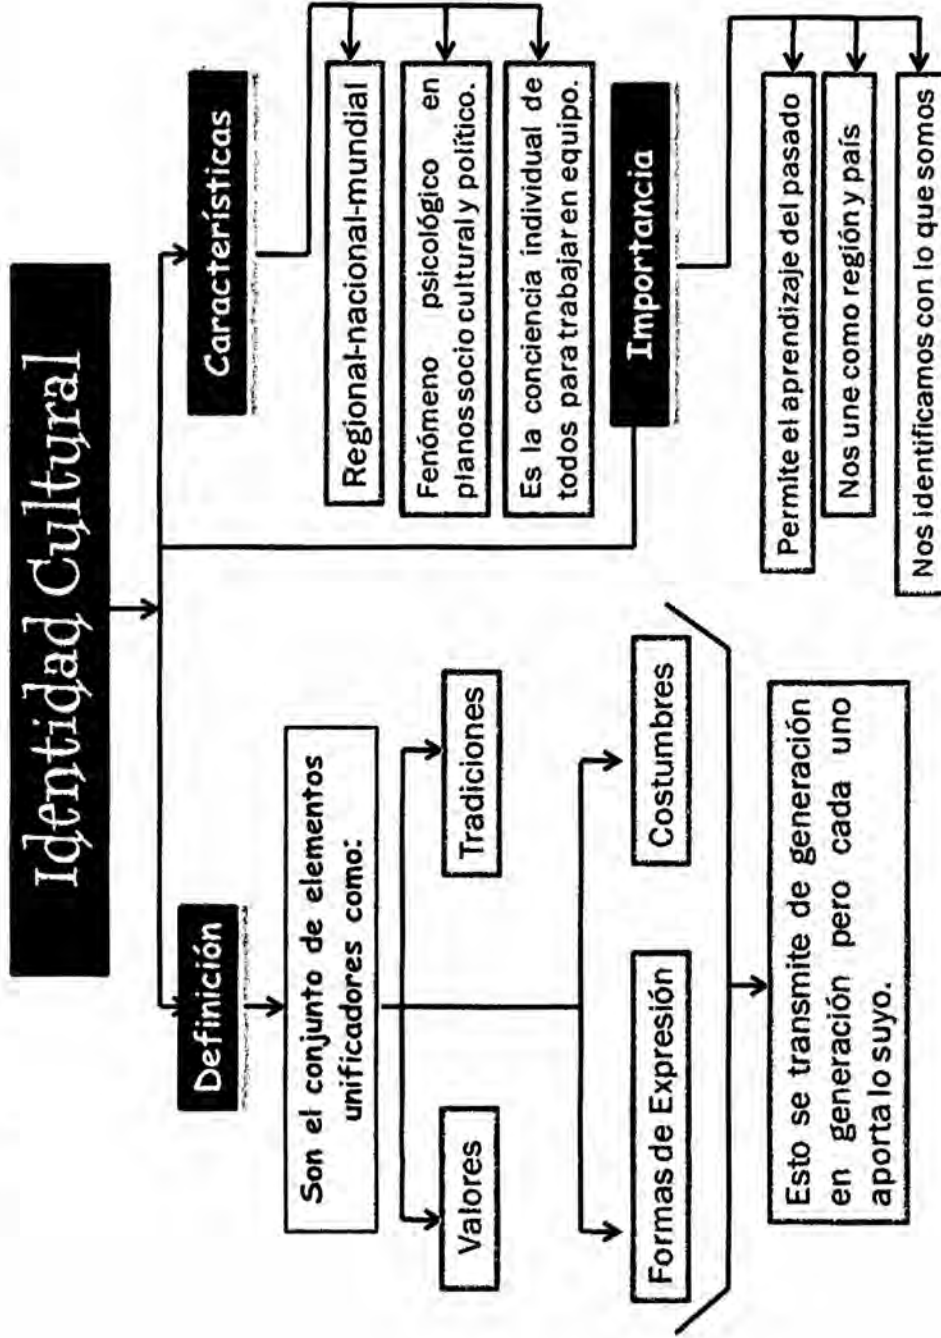 Identidad Cultural
Definición
Son el conjunto de elementos
unificadores como:
Valores
Tradiciones
Formas de Expresión
Costumbres
Esto se transmite de generación
en generación pero cada uno
aporta lo suyo.
Características
Regional-nacional-mundial
Fenómeno psicológico en
planos socio cultural y político.
Es la conciencia individual de
todos para trabajar en equipo.
Importancia
Permite el aprendizaje del pasado
Nos une como región y país
Nos identificamos con lo que somos